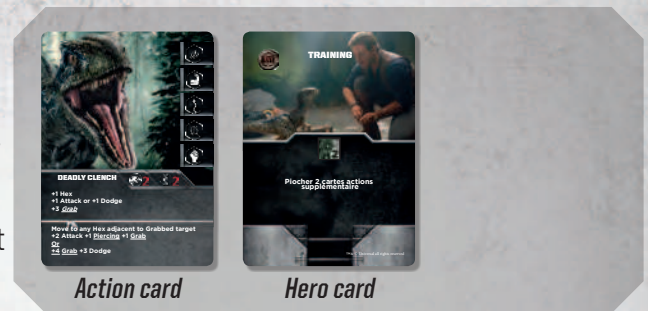 TRAINING
DEADLY CLENCH
+1 Hex
+1 Attack or +1 Dodge
+3 Grab
Move to any Hex adjacent to Grabbed target
+2 Attack +1 Piercing +1 Grab
Or
+4 Grab +3 Dodge
Piocher 2 cartes actions
supplémentaire
Action card
Hero card